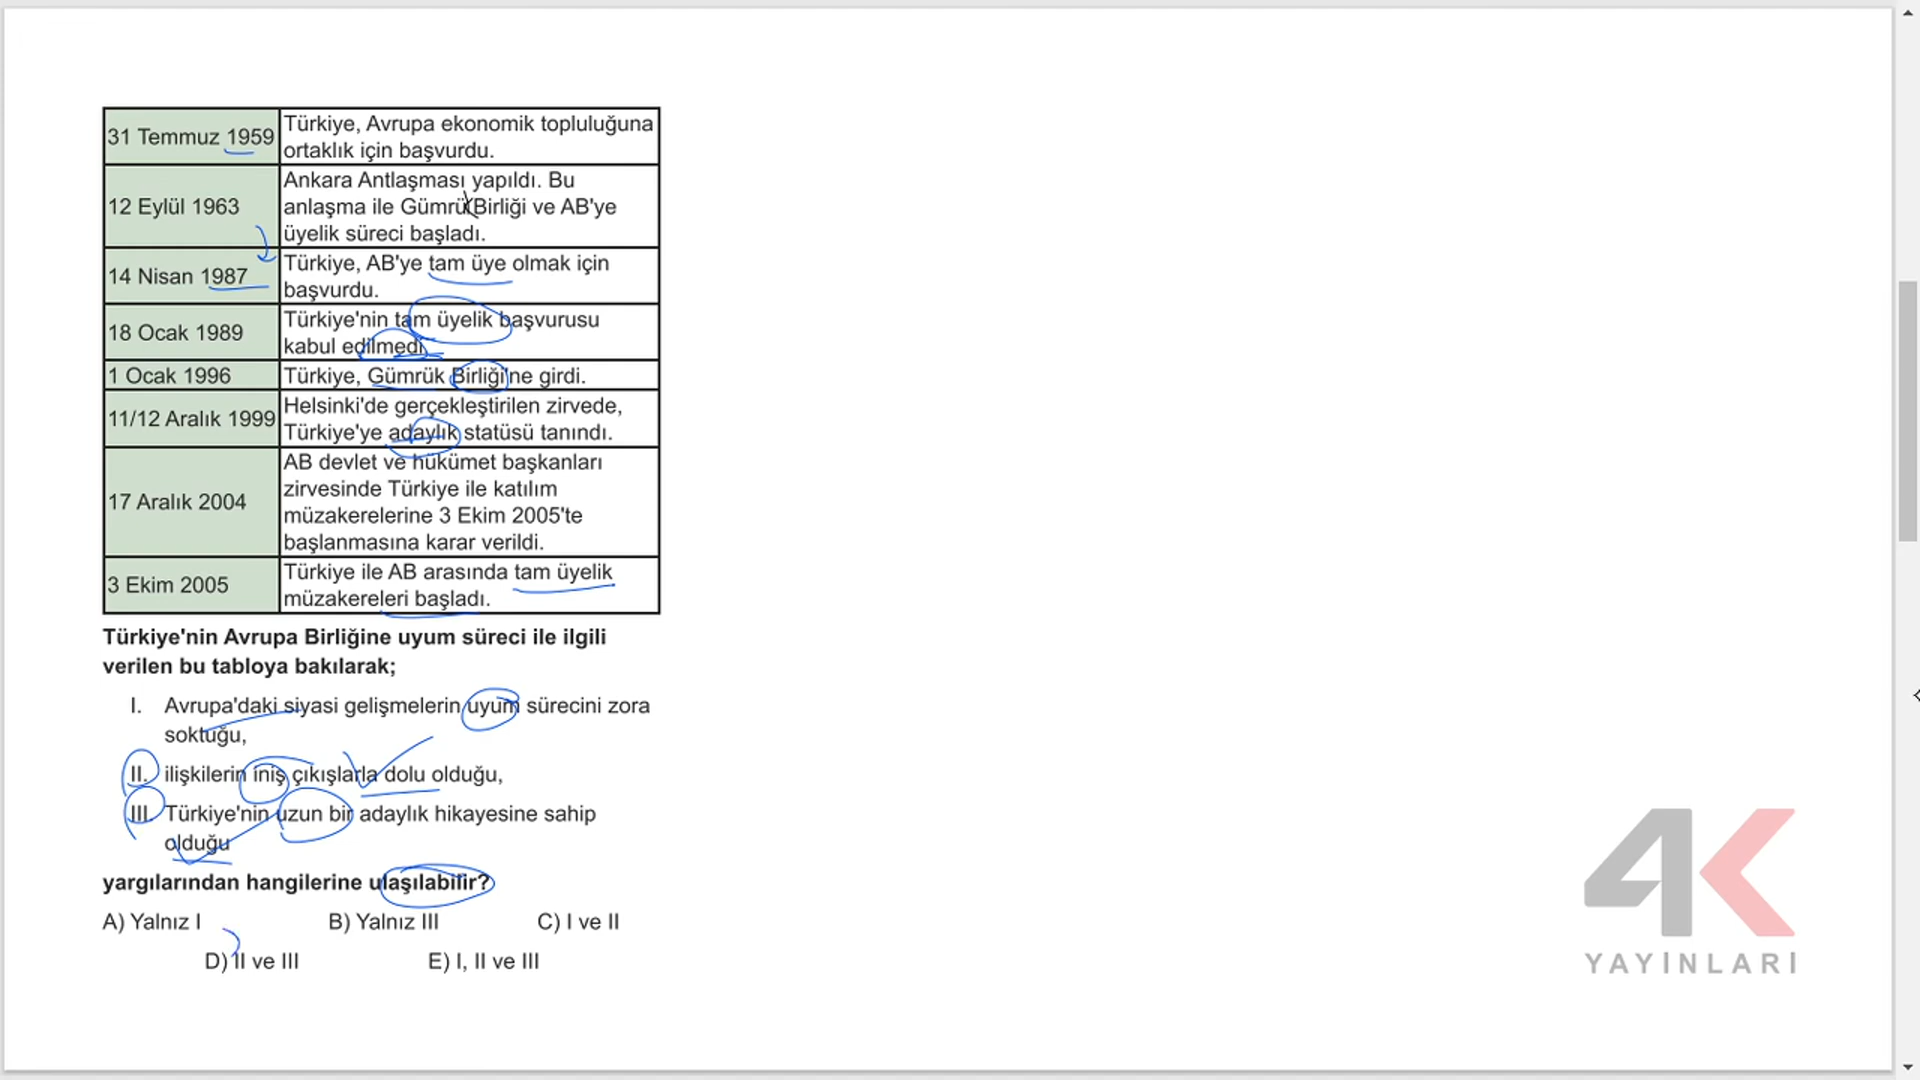 31 Temmuz 1959
Türkiye, Avrupa ekonomik topluluğuna
ortaklık için başvurdu.
12 Eylül 1963
Ankara Antlaşması yapıldı. Bu
anlaşma ile Gümrük Birliği ve AB'ye
üyelik süreci başladı.
14 Nisan 1987
Türkiye, AB'ye tam üye olmak için
başvurdu.
18 Ocak 1989
Türkiye'nin tam üyelik başvurusu
kabul edilmedi.
1 Ocak 1996
Türkiye, Gümrük Birliği'ne girdi.
11/12 Aralık 1999
Helsinki'de gerçekleştirilen zirvede,
Türkiye'ye adaylık statüsü tanındı.
17 Aralık 2004
AB devlet ve hükümet başkanları
zirvesinde Türkiye ile katılım
müzakerelerine 3 Ekim 2005'te
başlanmasına karar verildi.
3 Ekim 2005
Türkiye ile AB arasında tam üyelik
müzakereleri başladı.
Türkiye'nin Avrupa Birliğine uyum süreci ile ilgili
verilen bu tabloya bakılarak;
I. Avrupa'daki siyasi gelişmelerin uyum sürecini zora
soktuğu,
II. ilişkilerin iniş çıkışlarla dolu olduğu,
III. Türkiye'nin uzun bir adaylık hikayesine sahip
olduğu
yargılarından hangilerine ulaşılabilir?
A) Yalnız I B) Yalnız III C) I ve II
D) II ve III E) I, II ve III
4K
YAYINLARI